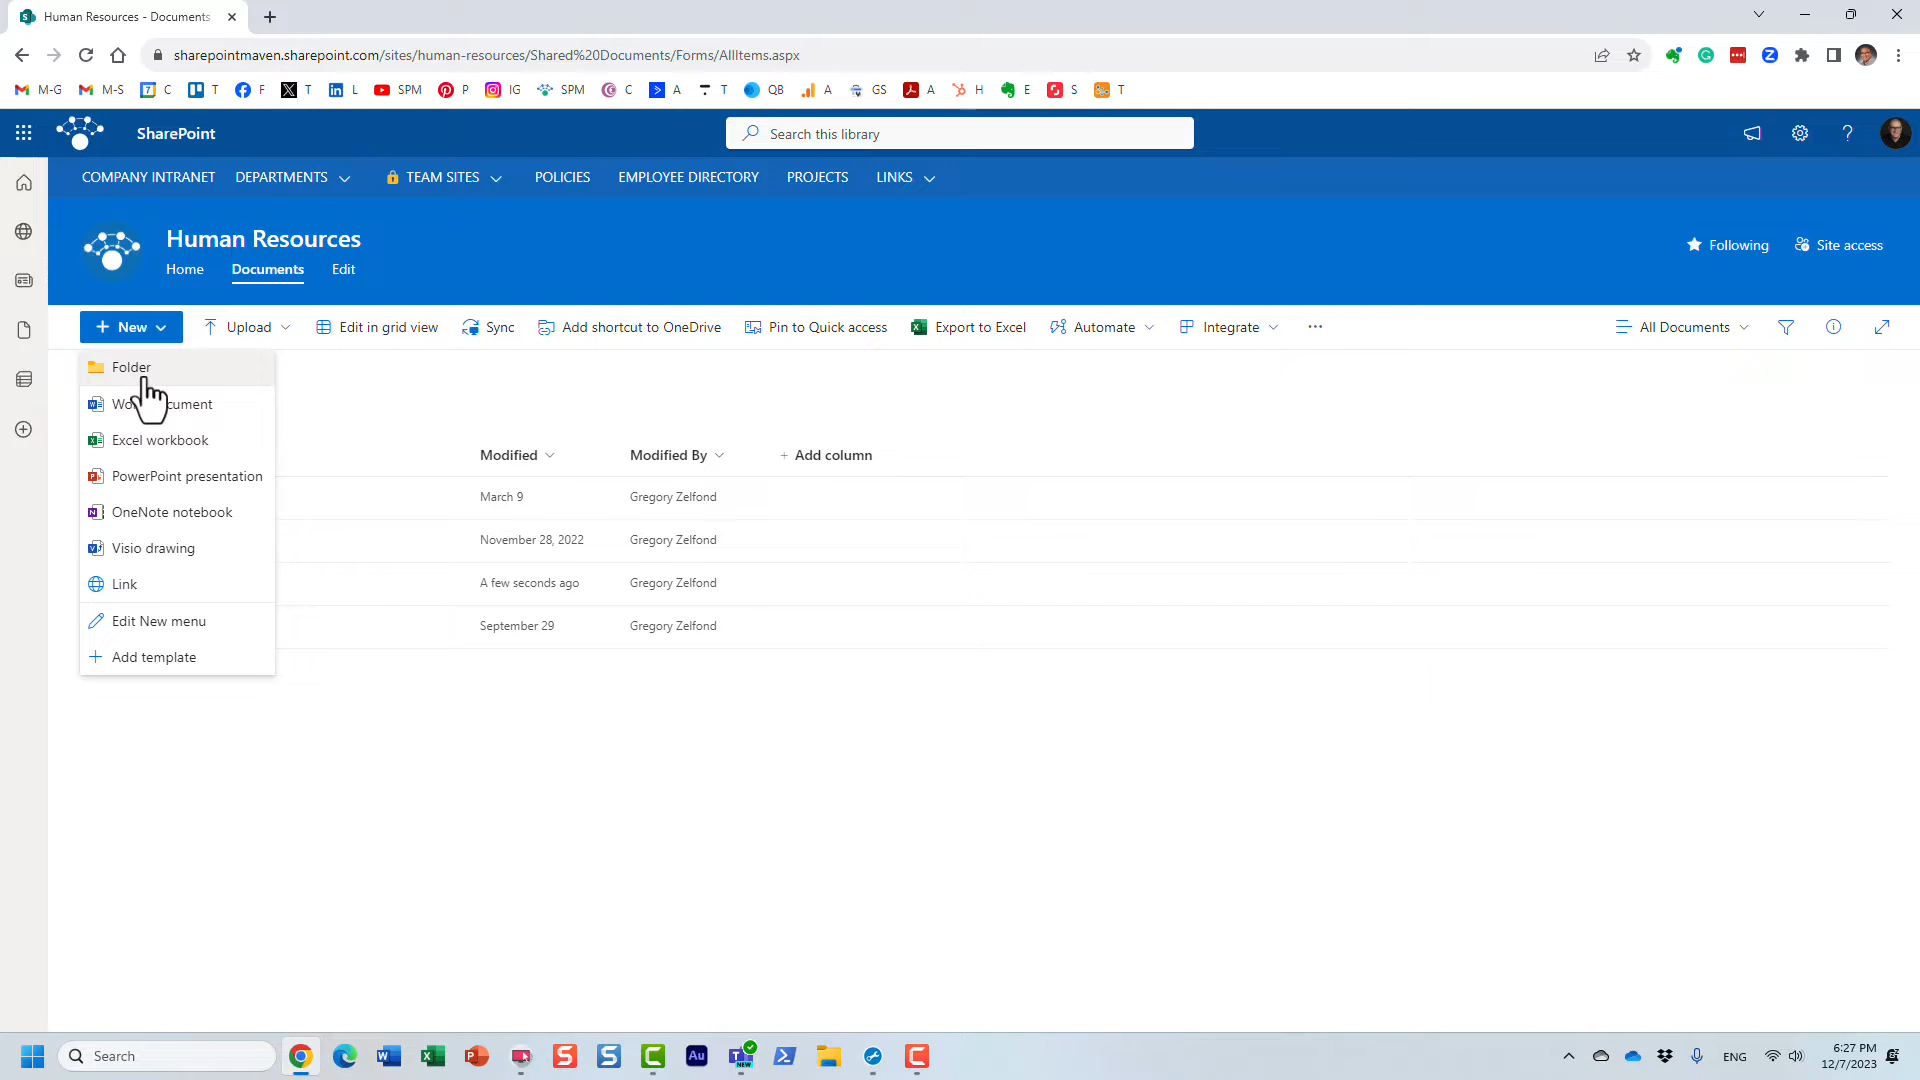 Human Resources - Documents
sharepointmaven.sharepoint.com/sites/human-resources/Shared%20Documents/Forms/AllItems.aspx
M-G M-S C T F T L SPM P IG SPM C A T QB A GS A H E S T
SharePoint
Search this library
COMPANY INTRANET DEPARTMENTS TEAM SITES POLICIES EMPLOYEE DIRECTORY PROJECTS LINKS
Human Resources
Following Site access
Home Documents Edit
New Upload Edit in grid view Sync Add shortcut to OneDrive Pin to Quick access Export to Excel Automate Integrate All Documents
Folder
Excel workbook
Modified Modified By Add column
PowerPoint presentation
March 9 Gregory Zelfond
OneNote notebook
November 28, 2022 Gregory Zelfond
Visio drawing
A few seconds ago Gregory Zelfond
Link
Edit New menu
September 29 Gregory Zelfond
Add template
Search
ENG
6:27 PM
12/7/2023